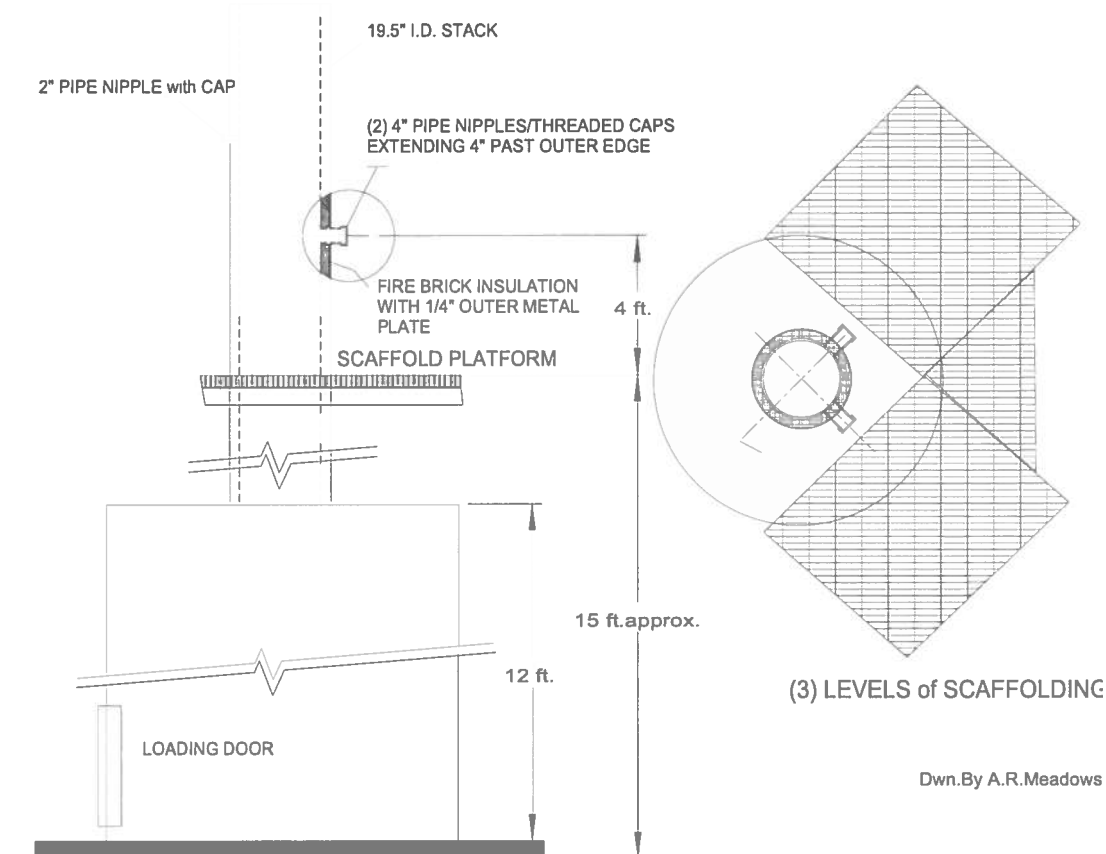 19.5" I.D. STACK
2" PIPE NIPPLE with CAP
(2) 4" PIPE NIPPLES/THREADED CAPS
EXTENDING 4" PAST OUTER EDGE
FIRE BRICK INSULATION
WITH 1/4" OUTER METAL
PLATE
4 ft.
SCAFFOLD PLATFORM
15 ft.approx.
12 ft.
(3) LEVELS of SCAFFOLDING
LOADING DOOR
Dwn.By A.R.Meadows